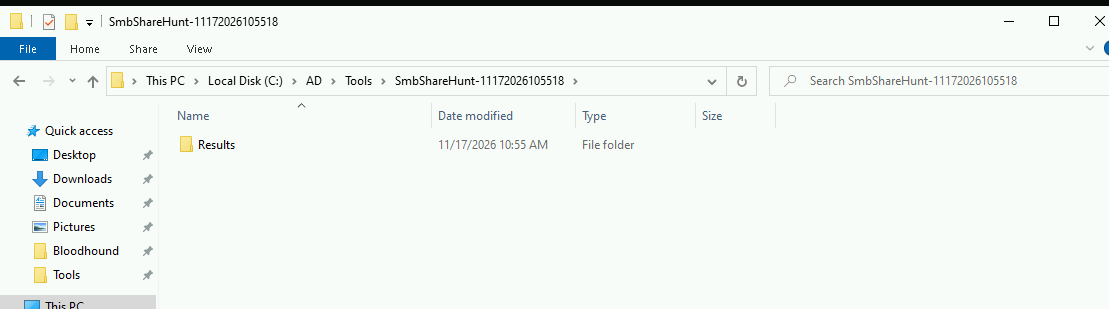 SmbShareHunt-11172026105518
File Home Share View
This PC Local Disk (C:) AD Tools SmbShareHunt-11172026105518 Search SmbShareHunt-11172026105518
Name Date modified Type Size
Quick access
Results 11/17/2026 10:55 AM File folder
Desktop
Downloads
Documents
Pictures
Bloodhound
Tools
This PC